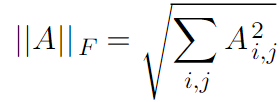 ||A||_F = \sqrt{\sum_{i,j} A_{i,j}^2}